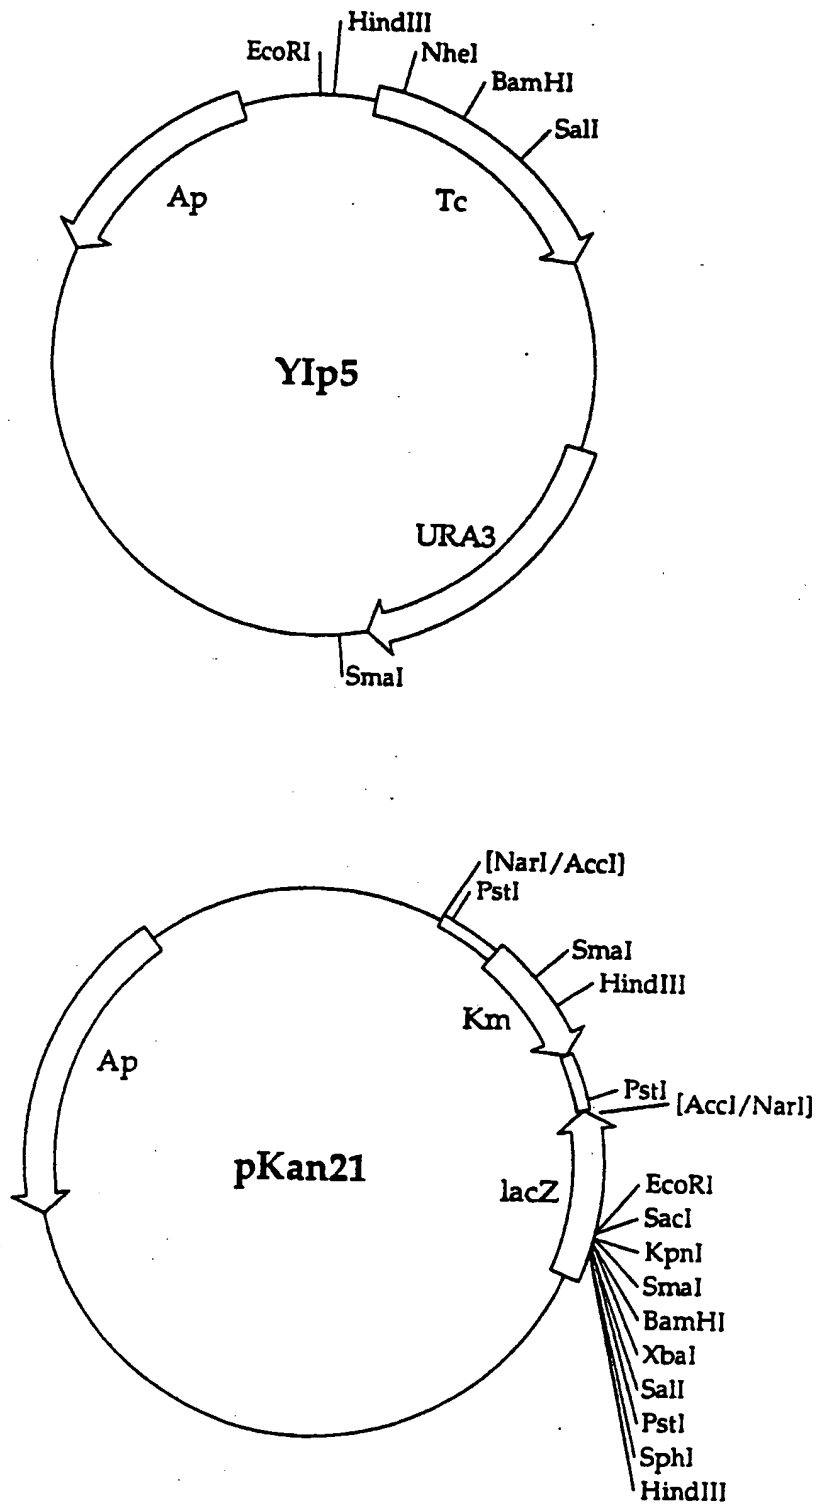 HindIII
EcoRI
NheI
BamHI
SalI
Ap
Tc
YIp5
URA3
SmaI
[NarI/AccI]
PstI
SmaI
HindIII
Km
Ap
PstI
[AccI/NarI]
pKan21
lacZ
EcoRI
SacI
KpnI
SmaI
BamHI
XbaI
SalI
PstI
SphI
HindIII